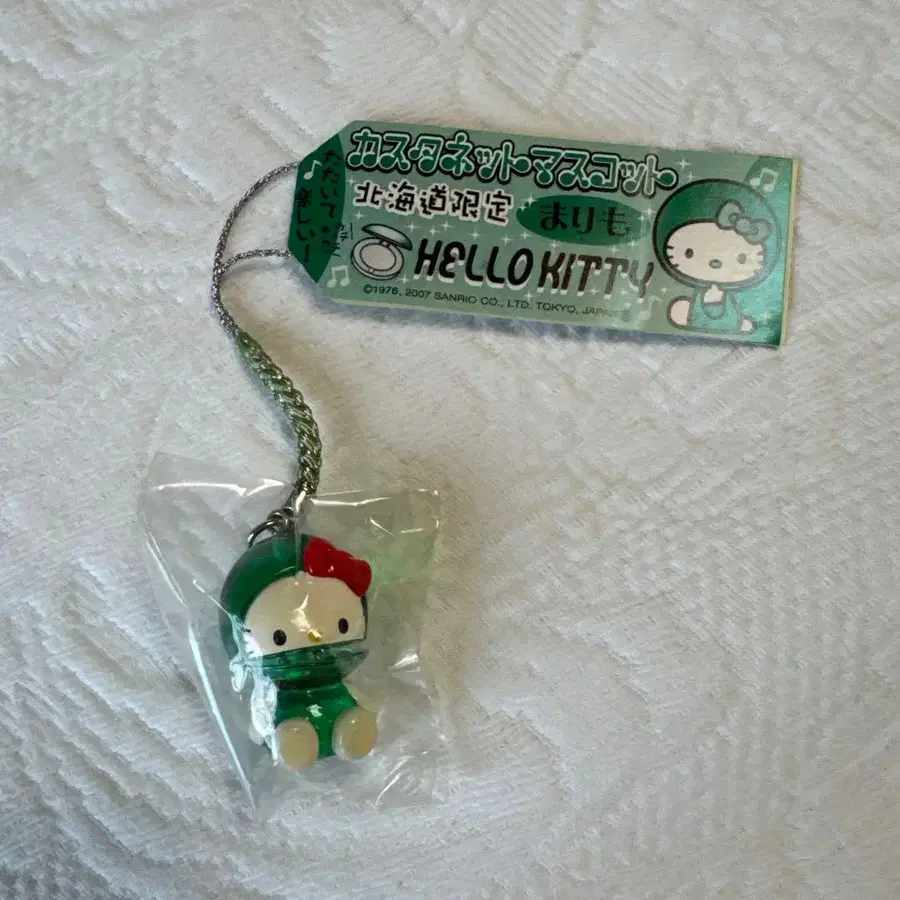 カスタネットマスコット
北海道限定
まりも
HELLO KITTY
©1976, 2007 SANRIO CO., LTD. TOKYO, JAPAN
たたいて
楽しい!